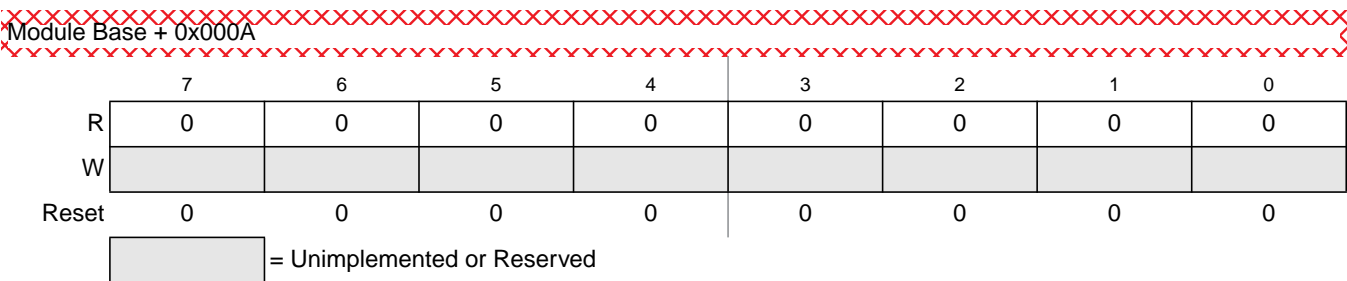 Module Base + 0x000A
7 6 5 4 3 2 1 0
R 0 0 0 0 0 0 0 0
W
Reset 0 0 0 0 0 0 0 0
= Unimplemented or Reserved